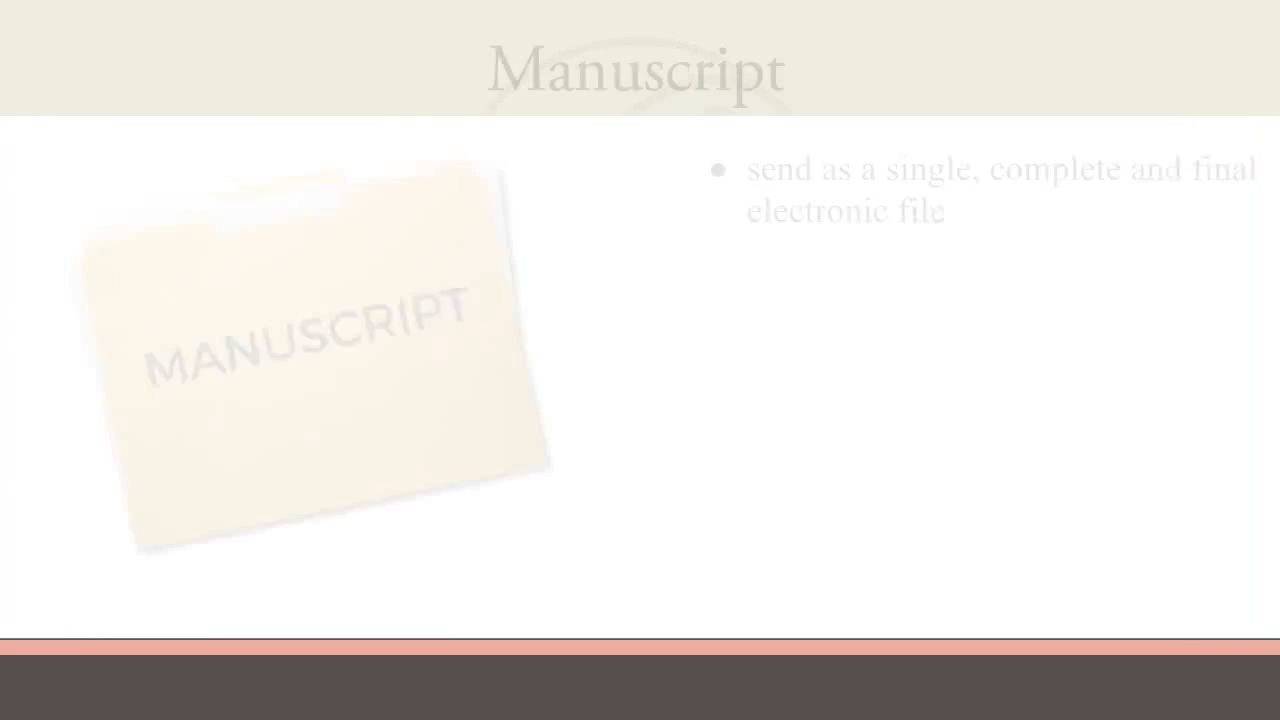 Manuscript
• send as a single, complete and final
electronic file
MANUSCRIPT